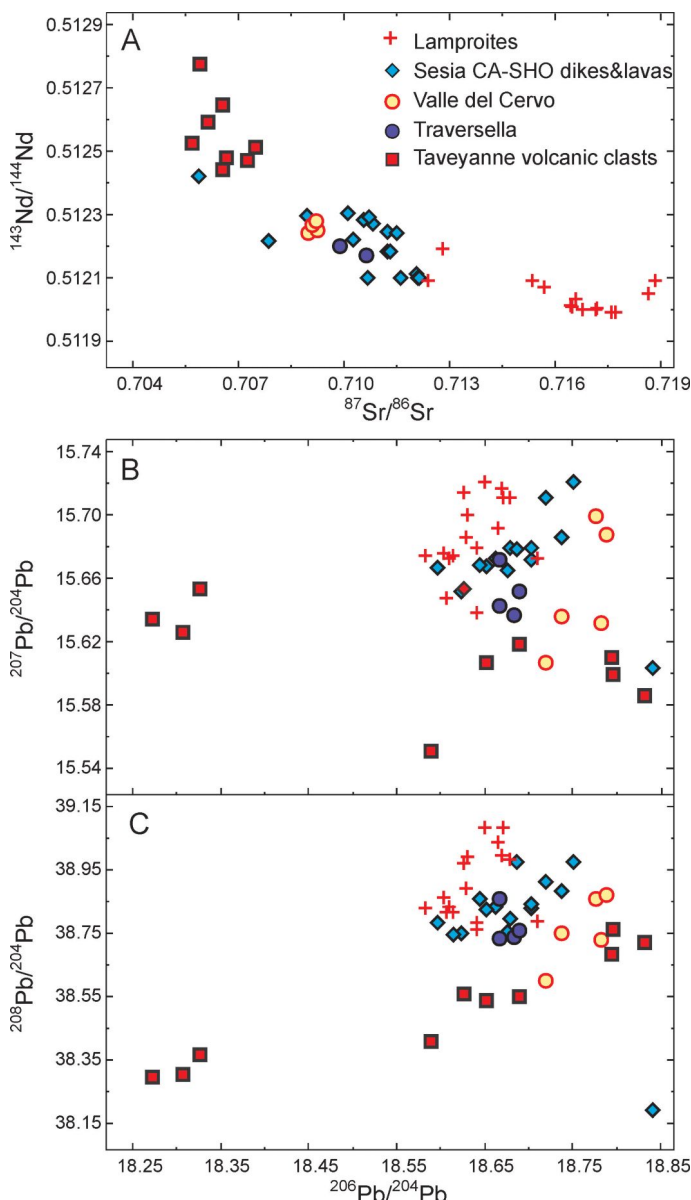 A
Lamproites
Sesia CA-SHO dikes&lavas
Valle del Cervo
Traversella
Taveyanne volcanic clasts
0.5129
0.5127
0.5125
0.5123
0.5121
0.5119
143Nd/144Nd
0.704 0.707 0.710 0.713 0.716 0.719
87Sr/86Sr
B
15.74
15.70
15.66
15.62
15.58
15.54
207Pb/204Pb
C
39.15
38.95
38.75
38.55
38.35
38.15
208Pb/204Pb
18.25 18.35 18.45 18.55 18.65 18.75 18.85
206Pb/204Pb